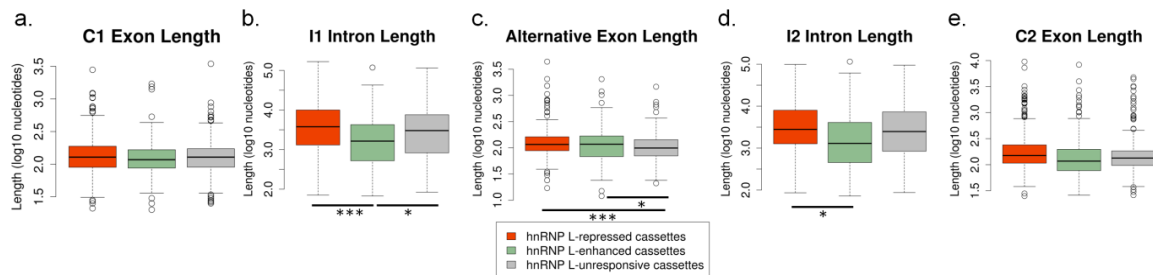 a.
C1 Exon Length
Length (log10 nucleotides)
3.5
3.0
2.5
2.0
1.5
b.
I1 Intron Length
Length (log10 nucleotides)
5.0
4.0
3.0
2.0
***
*
c.
Alternative Exon Length
Length (log10 nucleotides)
3.5
3.0
2.5
2.0
1.5
1.0
*
***
d.
I2 Intron Length
Length (log10 nucleotides)
5.0
4.0
3.0
2.0
*
e.
C2 Exon Length
Length (log10 nucleotides)
4.0
3.5
3.0
2.5
2.0
1.5
hnRNP L-repressed cassettes
hnRNP L-enhanced cassettes
hnRNP L-unresponsive cassettes